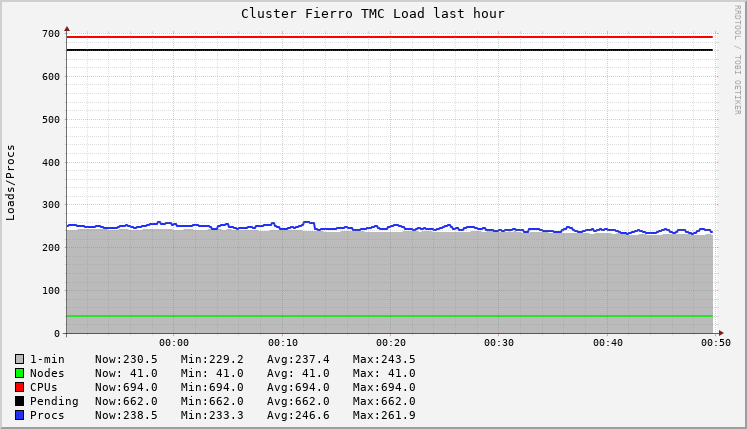 Cluster Fierro TMC Load last hour
RRDTOOL / TOBI OETIKER
Loads/Procs
700
600
500
400
300
200
100
0
00:00 00:10 00:20 00:30 00:40 00:50
1-min Now:230.5 Min:229.2 Avg:237.4 Max:243.5
Nodes Now: 41.0 Min: 41.0 Avg: 41.0 Max: 41.0
CPUs Now:694.0 Min:694.0 Avg:694.0 Max:694.0
Pending Now:662.0 Min:662.0 Avg:662.0 Max:662.0
Procs Now:238.5 Min:233.3 Avg:246.6 Max:261.9